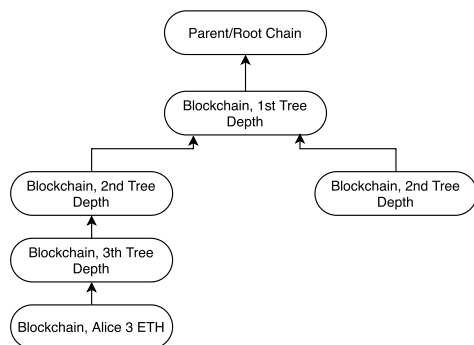 Parent/Root Chain
Blockchain, 1st Tree
Depth
Blockchain, 2nd Tree
Depth
Blockchain, 2nd Tree
Depth
Blockchain, 3th Tree
Depth
Blockchain, Alice 3 ETH